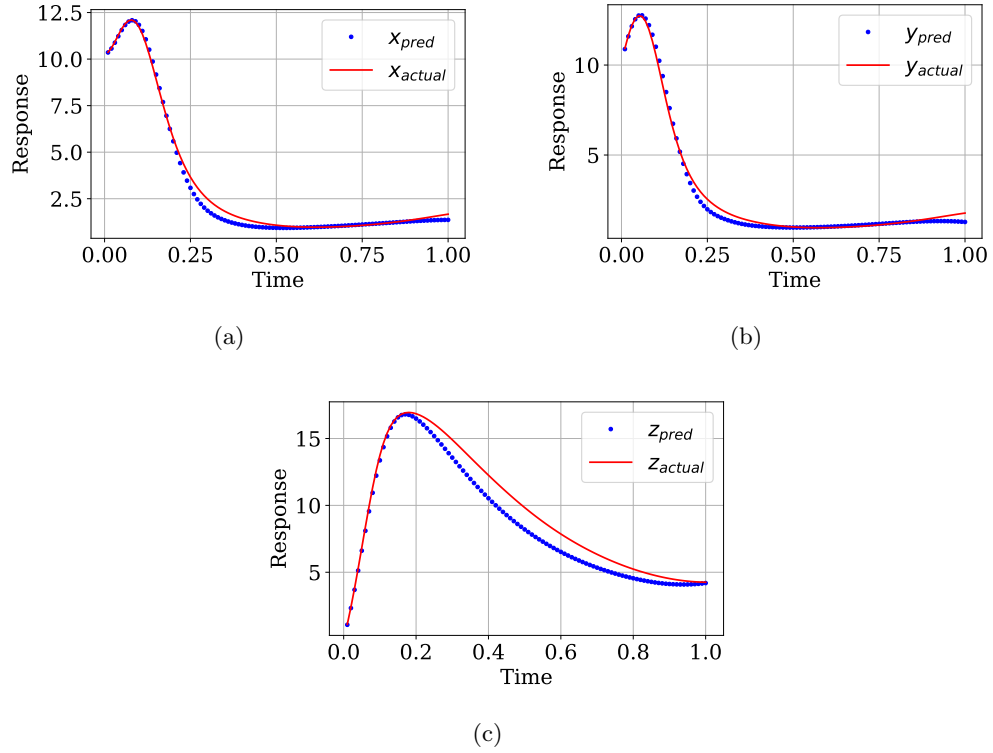 12.5
10.0
7.5
5.0
2.5
Response
x_pred
x_actual
0.00 0.25 0.50 0.75 1.00
Time
(a)
10
5
Response
y_pred
y_actual
0.00 0.25 0.50 0.75 1.00
Time
(b)
15
10
5
Response
z_pred
z_actual
0.0 0.2 0.4 0.6 0.8 1.0
Time
(c)